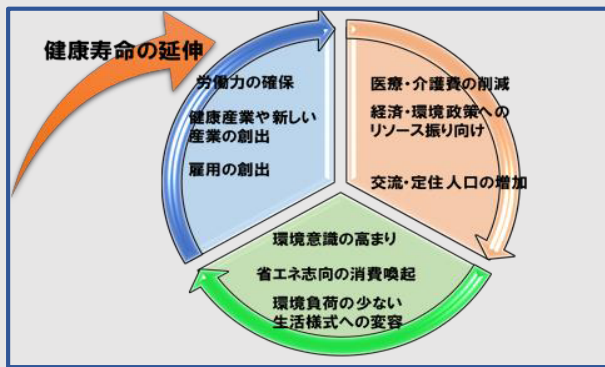 健康寿命の延伸
労働力の確保
健康産業や新しい
産業の創出
雇用の創出
医療・介護費の削減
経済・環境政策への
リソース振り向け
交流・定住人口の増加
環境意識の高まり
省エネ志向の消費喚起
環境負荷の少ない
生活様式への変容